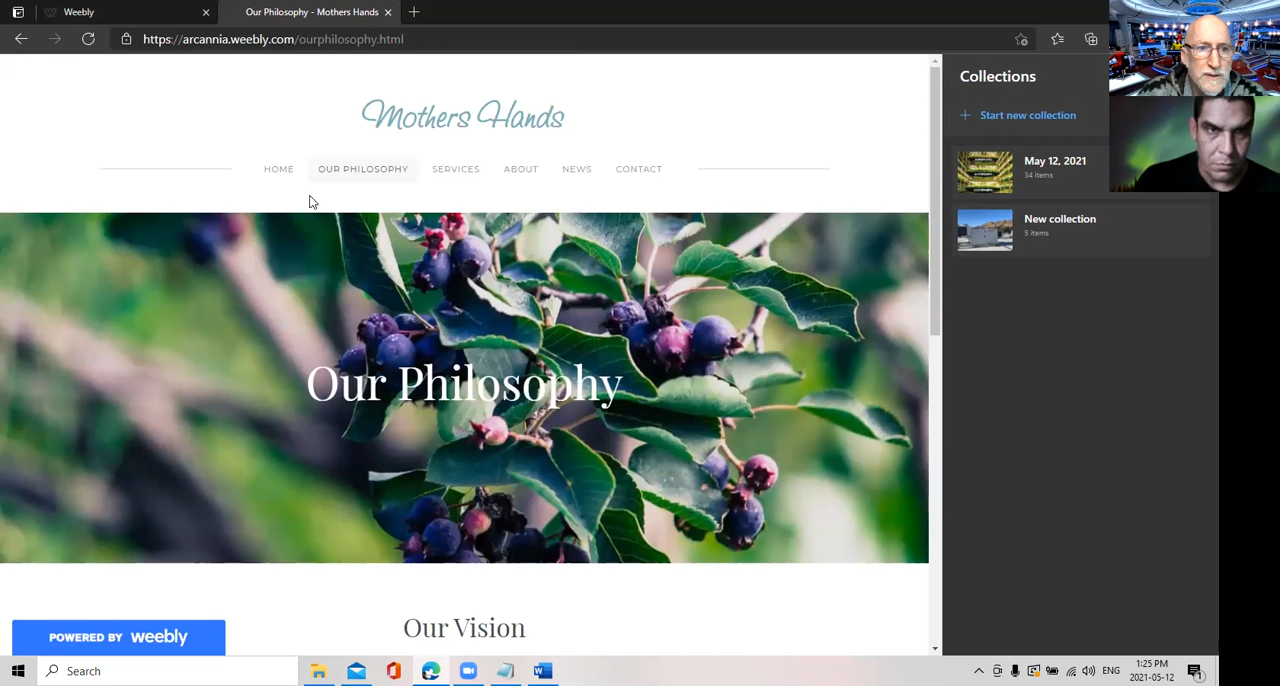 Weebly
Our Philosophy - Mothers Hands
https://arcannia.weebly.com/ourphilosophy.html
Collections
Start new collection
May 12, 2021
34 items
New collection
5 items
Mothers Hands
HOME OUR PHILOSOPHY SERVICES ABOUT NEWS CONTACT
Our Philosophy
Our Vision
POWERED BY weebly
Search
ENG
1:25 PM
2021-05-12
1